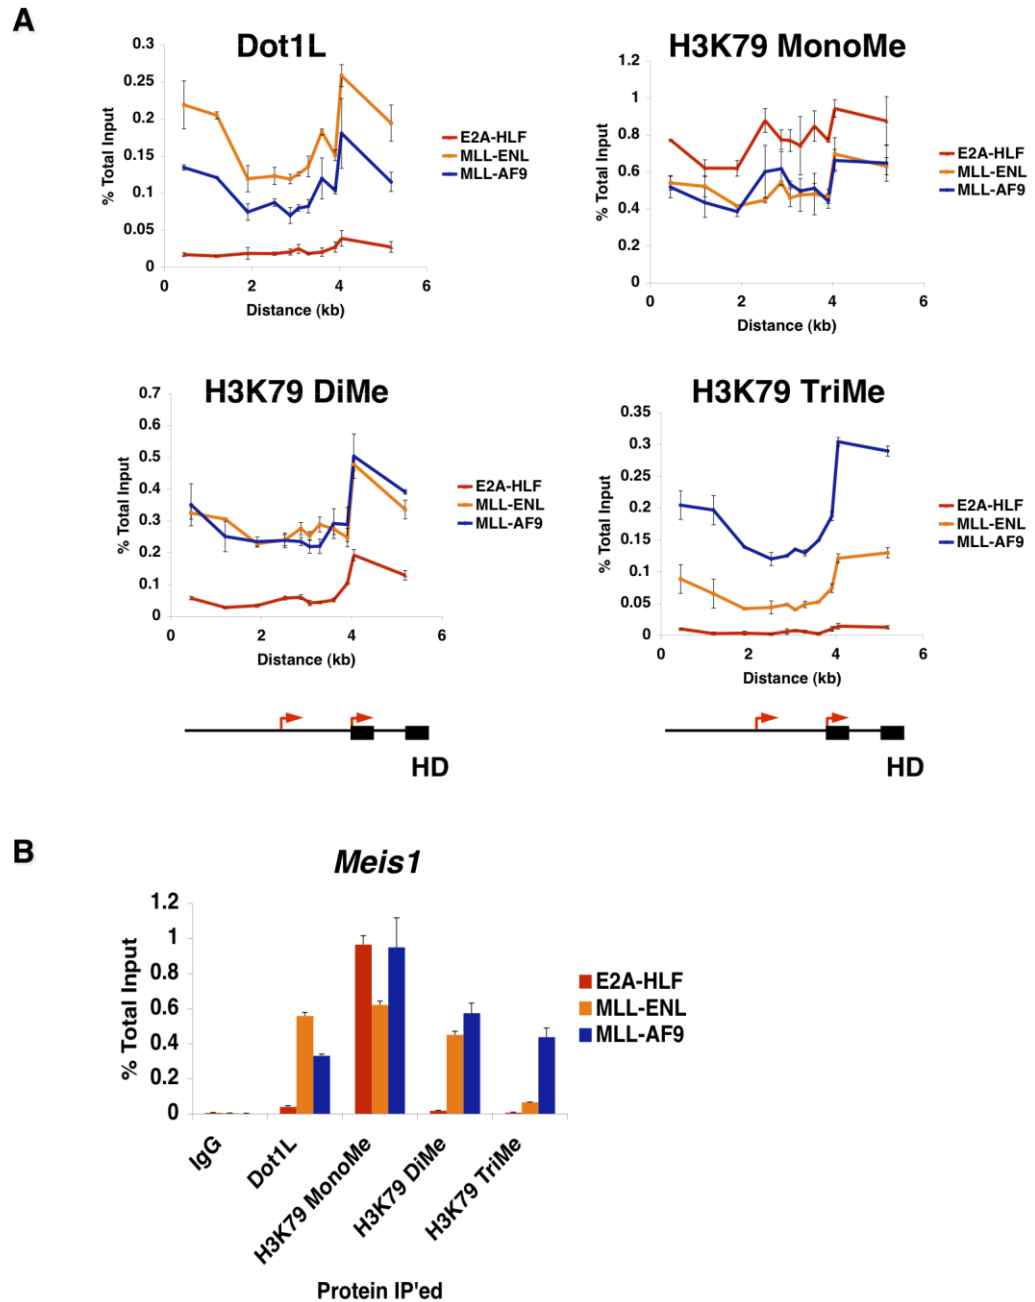 A
Dot1L
% Total Input
0.3
0.25
0.2
0.15
0.1
0.05
0
0
2
4
6
Distance (kb)
E2A-HLF
MLL-ENL
MLL-AF9
H3K79 MonoMe
% Total Input
1.2
1
0.8
0.6
0.4
0.2
0
0
2
4
6
Distance (kb)
E2A-HLF
MLL-ENL
MLL-AF9
H3K79 DiMe
% Total Input
0.7
0.6
0.5
0.4
0.3
0.2
0.1
0
0
2
4
6
Distance (kb)
E2A-HLF
MLL-ENL
MLL-AF9
HD
H3K79 TriMe
% Total Input
0.35
0.3
0.25
0.2
0.15
0.1
0.05
0
0
2
4
6
Distance (kb)
E2A-HLF
MLL-ENL
MLL-AF9
HD
B
Meis1
% Total Input
1.2
1
0.8
0.6
0.4
0.2
0
IgG
Dot1L
H3K79 MonoMe
H3K79 DiMe
H3K79 TriMe
Protein IP'ed
E2A-HLF
MLL-ENL
MLL-AF9